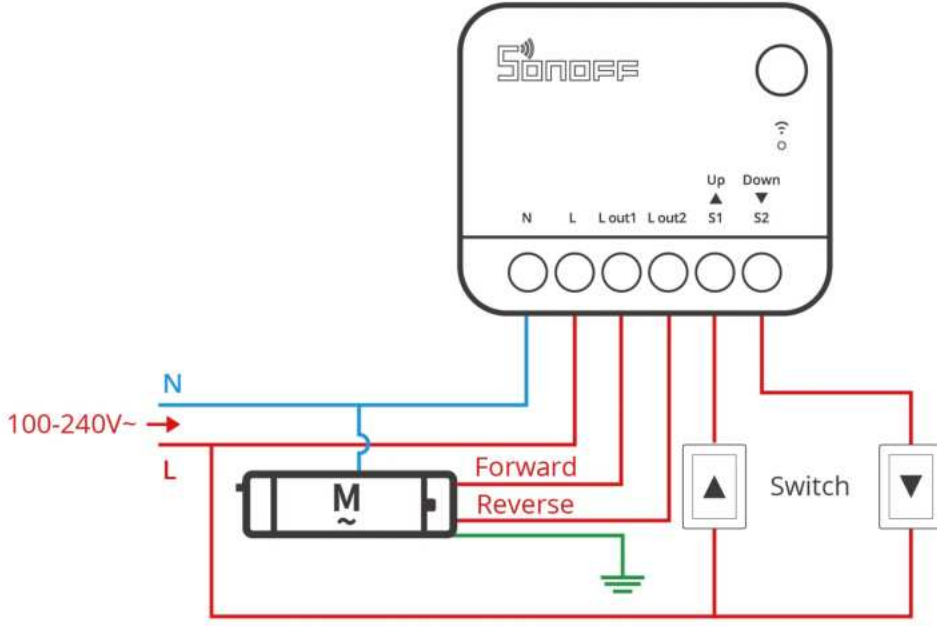 SONOFF
Up Down
▲ ▼
N L L out1 L out2 S1 S2
N
100-240V~
L
Forward
M
~
Reverse
▲ Switch ▼